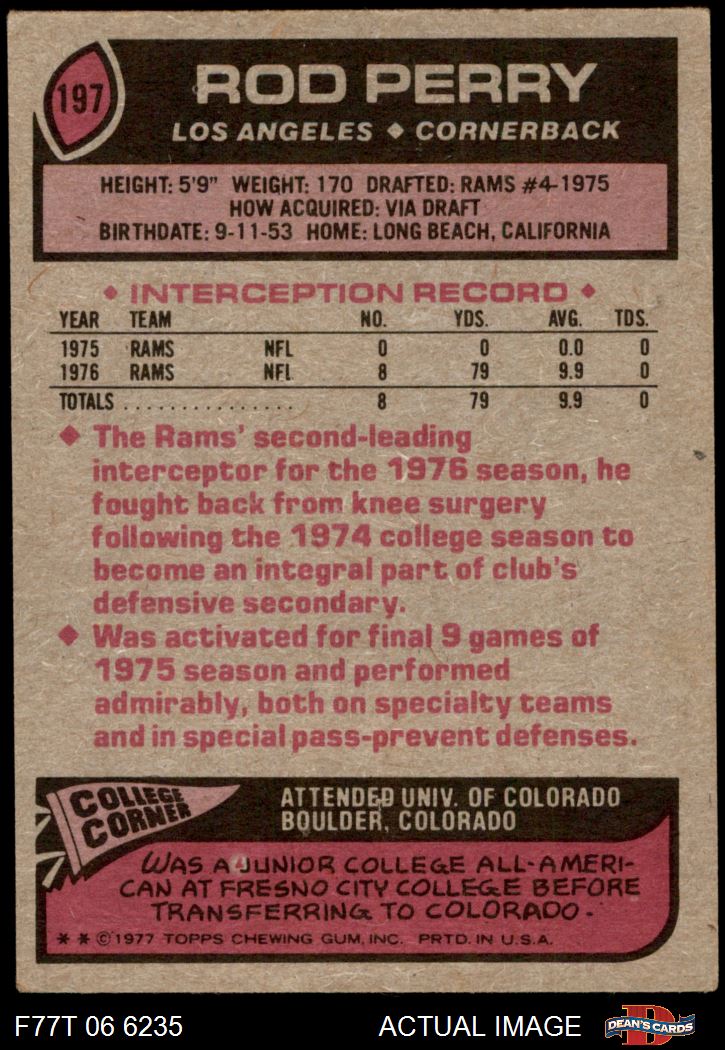 197
ROD PERRY
LOS ANGELES ◆ CORNERBACK
HEIGHT: 5'9" WEIGHT: 170 DRAFTED: RAMS #4-1975
HOW ACQUIRED: VIA DRAFT
BIRTHDATE: 9-11-53 HOME: LONG BEACH, CALIFORNIA
◆ INTERCEPTION RECORD ◆
YEAR TEAM NO. YDS. AVG. TDS.
1975 RAMS NFL 0 0 0.0 0
1976 RAMS NFL 8 79 9.9 0
TOTALS ................ 8 79 9.9 0
◆ The Rams' second-leading
interceptor for the 1976 season, he
fought back from knee surgery
following the 1974 college season to
become an integral part of club's
defensive secondary.
◆ Was activated for final 9 games of
1975 season and performed
admirably, both on specialty teams
and in special pass-prevent defenses.
COLLEGE
CORNER
ATTENDED UNIV. OF COLORADO
BOULDER, COLORADO
WAS A JUNIOR COLLEGE ALL-AMERI-
CAN AT FRESNO CITY COLLEGE BEFORE
TRANSFERRING TO COLORADO.
* * © 1977 TOPPS CHEWING GUM, INC. PRTD. IN U.S.A.
F77T 06 6235 ACTUAL IMAGE
D
DEAN'S CARDS